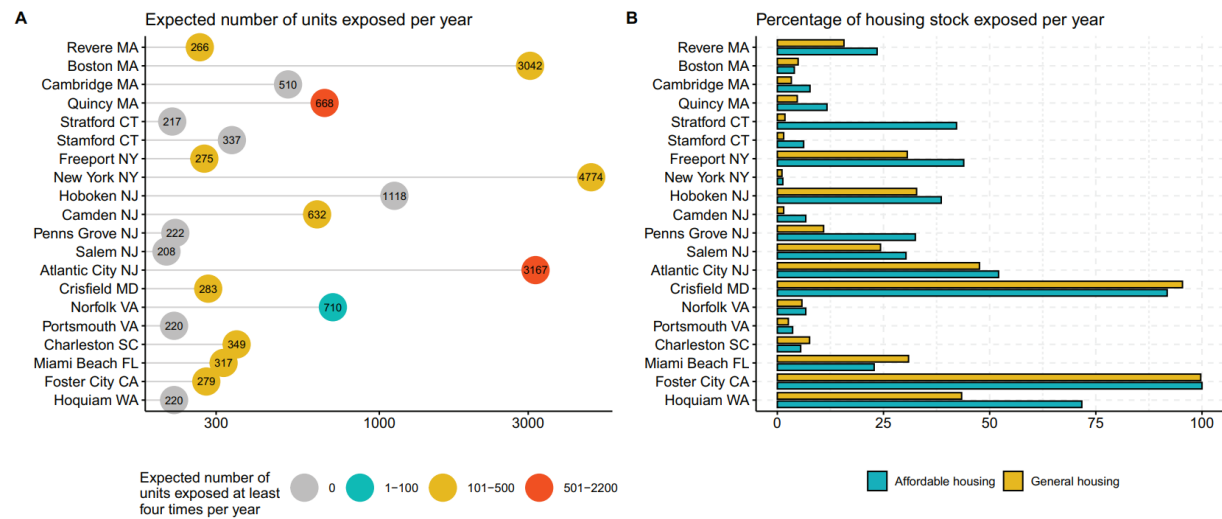 A
Expected number of units exposed per year
Revere MA
Boston MA
Cambridge MA
Quincy MA
Stratford CT
Stamford CT
Freeport NY
New York NY
Hoboken NJ
Camden NJ
Penns Grove NJ
Salem NJ
Atlantic City NJ
Crisfield MD
Norfolk VA
Portsmouth VA
Charleston SC
Miami Beach FL
Foster City CA
Hoquiam WA
266
3042
510
668
217
337
275
4774
1118
632
222
208
3167
283
710
220
349
317
279
220
300 1000 3000
Expected number of
units exposed at least
four times per year
0 1−100 101−500 501−2200
B
Percentage of housing stock exposed per year
Revere MA
Boston MA
Cambridge MA
Quincy MA
Stratford CT
Stamford CT
Freeport NY
New York NY
Hoboken NJ
Camden NJ
Penns Grove NJ
Salem NJ
Atlantic City NJ
Crisfield MD
Norfolk VA
Portsmouth VA
Charleston SC
Miami Beach FL
Foster City CA
Hoquiam WA
0 25 50 75 100
Affordable housing General housing